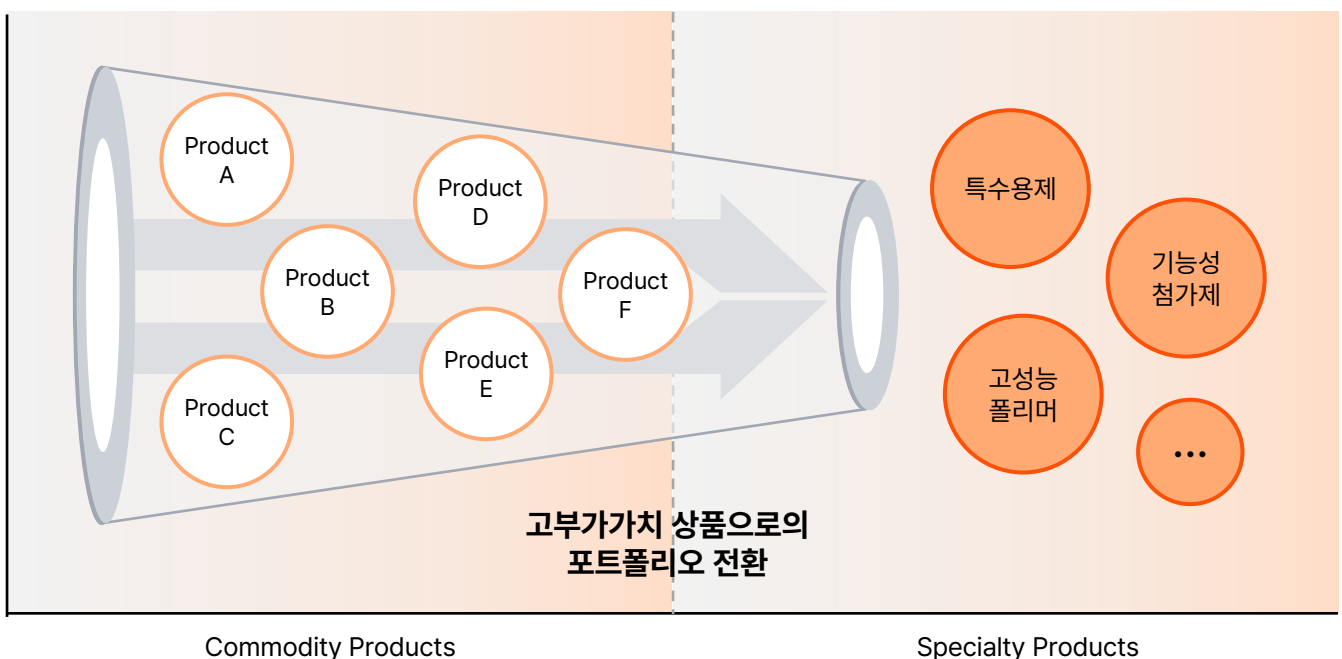 Product
A
Product
B
Product
C
Product
D
Product
E
Product
F
특수용제
기능성
첨가제
고성능
폴리머
...
고부가가치 상품으로의
포트폴리오 전환
Commodity Products
Specialty Products